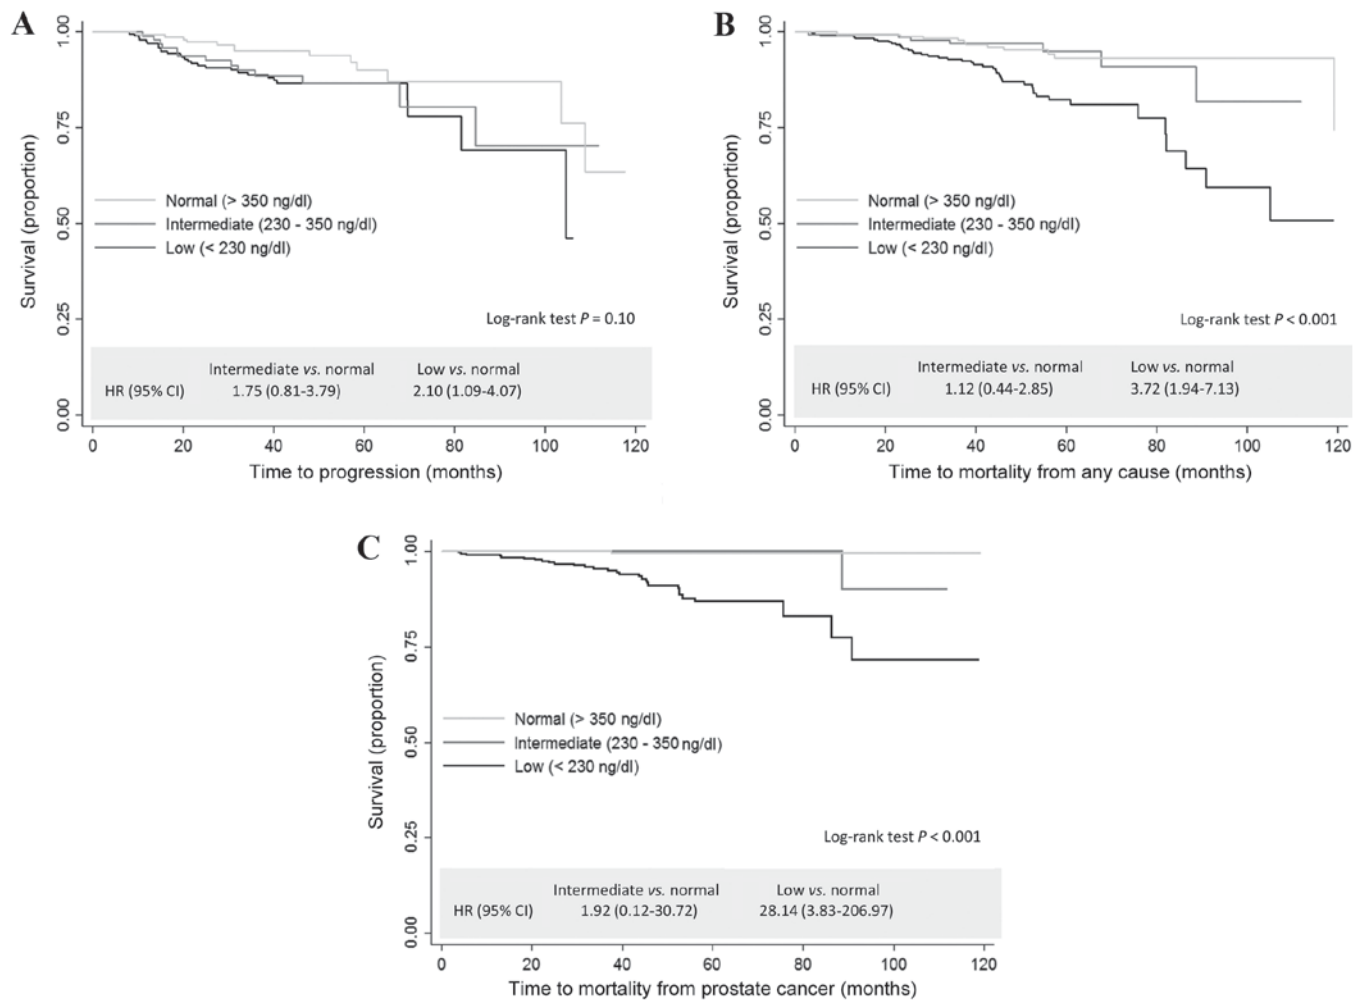 A
1.00
0.75
0.50
0.25
0.00
Survival (proportion)
Normal (> 350 ng/dl)
Intermediate (230 - 350 ng/dl)
Low (< 230 ng/dl)
Log-rank test P = 0.10
Intermediate vs. normal Low vs. normal
HR (95% CI) 1.75 (0.81-3.79) 2.10 (1.09-4.07)
0 20 40 60 80 100 120
Time to progression (months)
B
1.00
0.75
0.50
0.25
0.00
Survival (proportion)
Normal (> 350 ng/dl)
Intermediate (230 - 350 ng/dl)
Low (< 230 ng/dl)
Log-rank test P < 0.001
Intermediate vs. normal Low vs. normal
HR (95% CI) 1.12 (0.44-2.85) 3.72 (1.94-7.13)
0 20 40 60 80 100 120
Time to mortality from any cause (months)
C
1.00
0.75
0.50
0.25
0.00
Survival (proportion)
Normal (> 350 ng/dl)
Intermediate (230 - 350 ng/dl)
Low (< 230 ng/dl)
Log-rank test P < 0.001
Intermediate vs. normal Low vs. normal
HR (95% CI) 1.92 (0.12-30.72) 28.14 (3.83-206.97)
0 20 40 60 80 100 120
Time to mortality from prostate cancer (months)